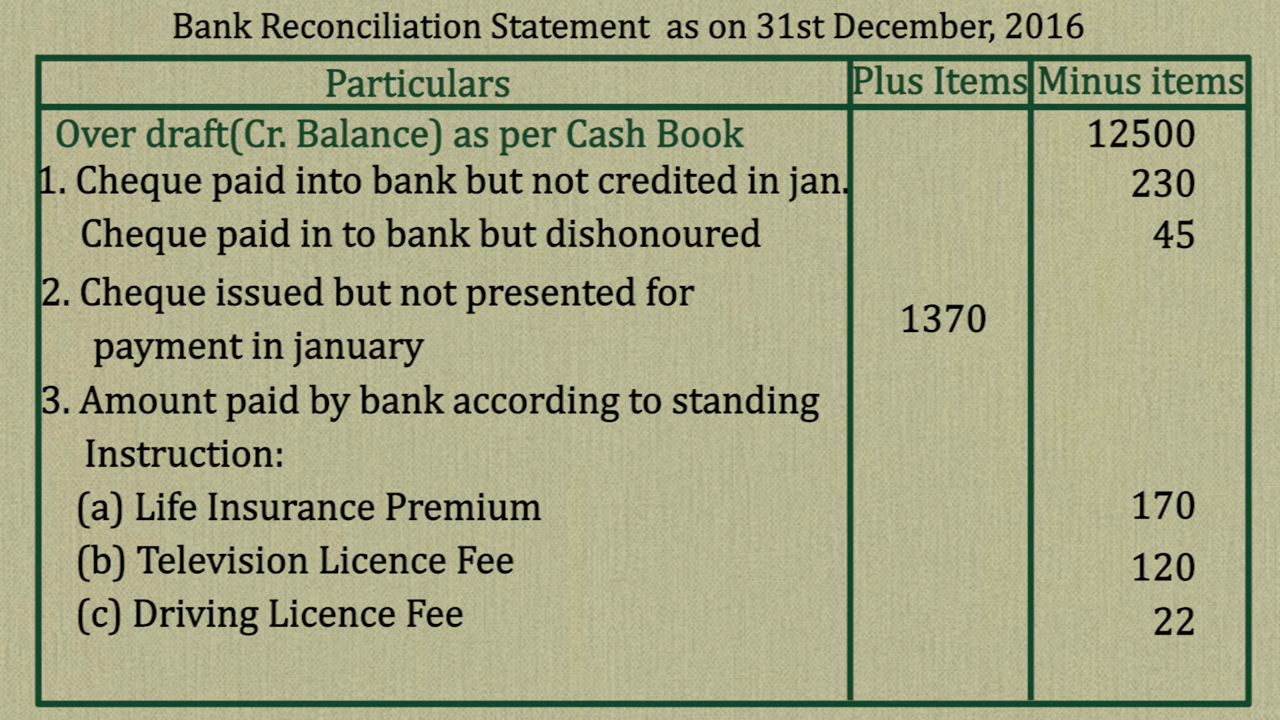 Bank Reconciliation Statement as on 31st December, 2016
Particulars Plus Items Minus items
Over draft(Cr. Balance) as per Cash Book 12500
1. Cheque paid into bank but not credited in jan. 230
Cheque paid in to bank but dishonoured 45
2. Cheque issued but not presented for
1370
payment in january
3. Amount paid by bank according to standing
Instruction:
(a) Life Insurance Premium 170
(b) Television Licence Fee 120
(c) Driving Licence Fee 22